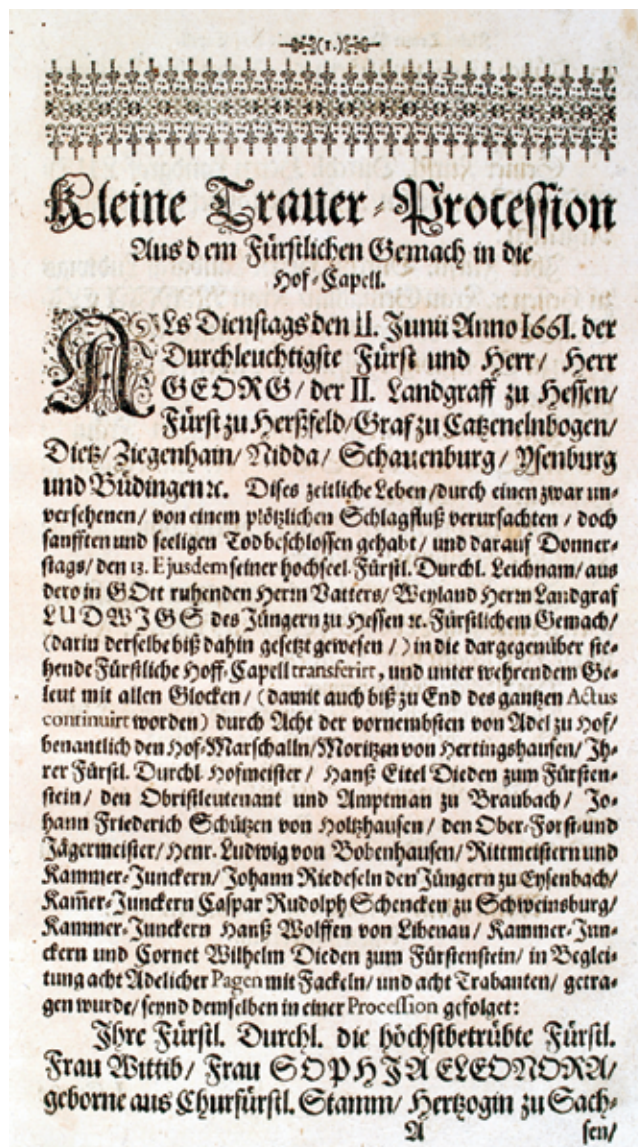 (1.)
Kleine Trauer-Procession
Aus dem Fürstlichen Gemach in die
Hof-Capell.
ALs Dienstags den 11. Junii Anno 1661. der
Durchleuchtigste Fürst und Herr/ Herr
GEORG/ der II. Landgraff zu Hessen/
Fürst zu Herßfeld/Graf zu Catzenelnbogen/
Dietz/Ziegenhain/ Nidda/ Schauenburg/ Ysenburg
und Büdingen ꝛc. Dises zeitliche Leben/durch einen zwar un-
versehenen/ von einem plötzlichen Schlagfluß verursachten / doch
sanfften und seeligen Tod beschlossen gehabt/ und darauf Donner-
stags/ den 13. Ejusdem seiner hochseel. Fürstl. Durchl. Leichnam/ aus
dero in GOtt ruhenden Herrn Vatters/ Weyland Herrn Landgraf
LUDWIGS des Jüngern zu Hessen ꝛc. Fürstlichem Gemach/
(darin derselbe biß dahin gesetzt gewesen / ) in die dargegenüber ste-
hende Fürstliche Hoff-Capell transferirt, und unter wehrendem Ge-
leut mit allen Glocken/ (damit auch biß zu End des gantzen Actus
continuirt worden) durch Acht der vornembsten von Adel zu Hof/
benantlich den Hof-Marschalln/Moritzen von Hertingshausen/ Ih-
rer Fürstl. Durchl. Hofmeister / Hanß Eitel Dieden zum Fürsten-
stein/ den Obristleutenant und Amptman zu Braubach/ Jo-
hann Friederich Schützen von Holtzhausen / den Ober-Forst-und
Jägermeister/Henr. Ludwig von Bobenhausen/ Rittmeistern und
Kammer-Junckern/Johann Riedeseln den Jüngern zu Eysenbach/
Kam̃er-Junckern Caspar Rudolph Schencken zu Schweinsburg/
Kammer-Junckern Hanß Wolffen von Libenau/ Kammer-Jun-
ckern und Cornet Wilhelm Dieden zum Fürstenstein/ in Beglei-
tung acht Adelicher Pagen mit Fackeln/ und acht Trabanten/ getra-
gen wurde/ seynd demselben in einer Procession gefolget:
Ihre Fürstl. Durchl. die höchstbetrübte Fürstl.
Frau Wittib/ Frau SOPHIA ELEONORA/
geborne aus Churfürstl. Stamm/ Hertzogin zu Sach-
A sen/